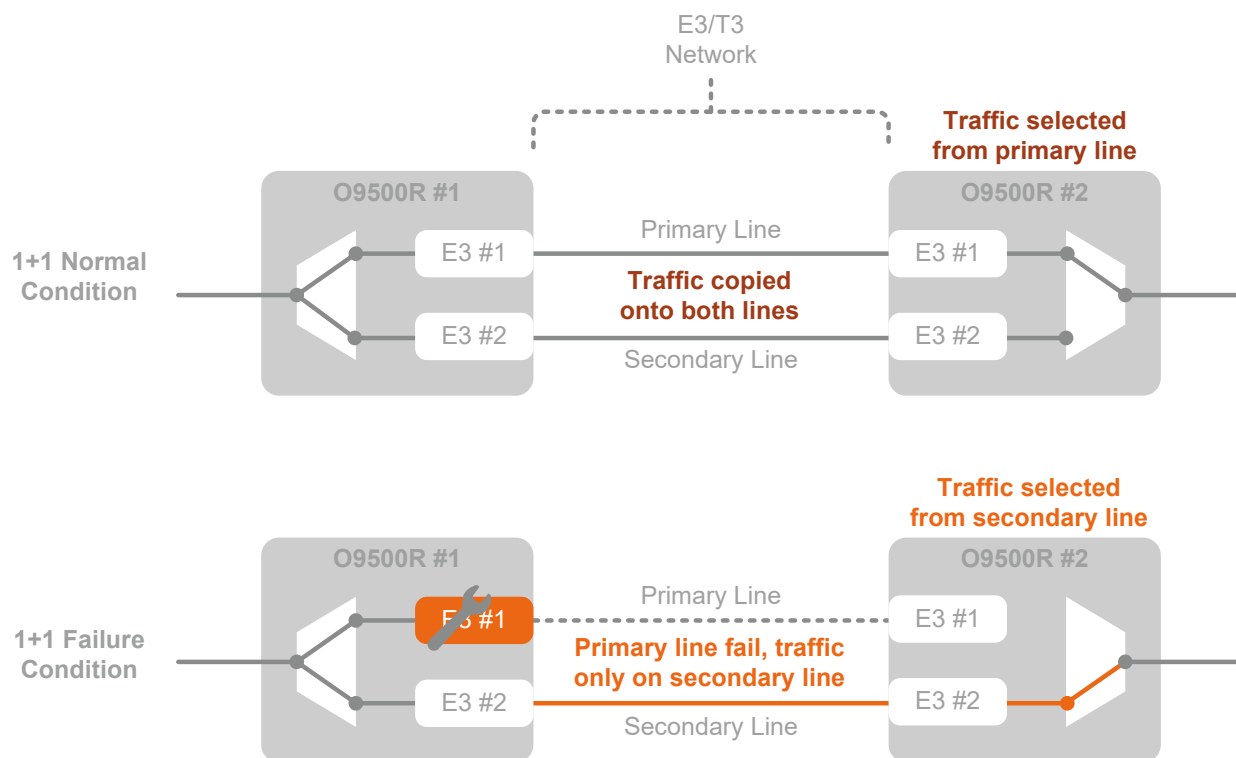 E3/T3
Network
Traffic selected
from primary line
O9500R #1
O9500R #2
1+1 Normal
Condition
E3 #1
Primary Line
E3 #1
Traffic copied
onto both lines
E3 #2
E3 #2
Secondary Line
Traffic selected
from secondary line
O9500R #1
O9500R #2
1+1 Failure
Condition
E3 #1
Primary Line
E3 #1
Primary line fail, traffic
only on secondary line
E3 #2
E3 #2
Secondary Line